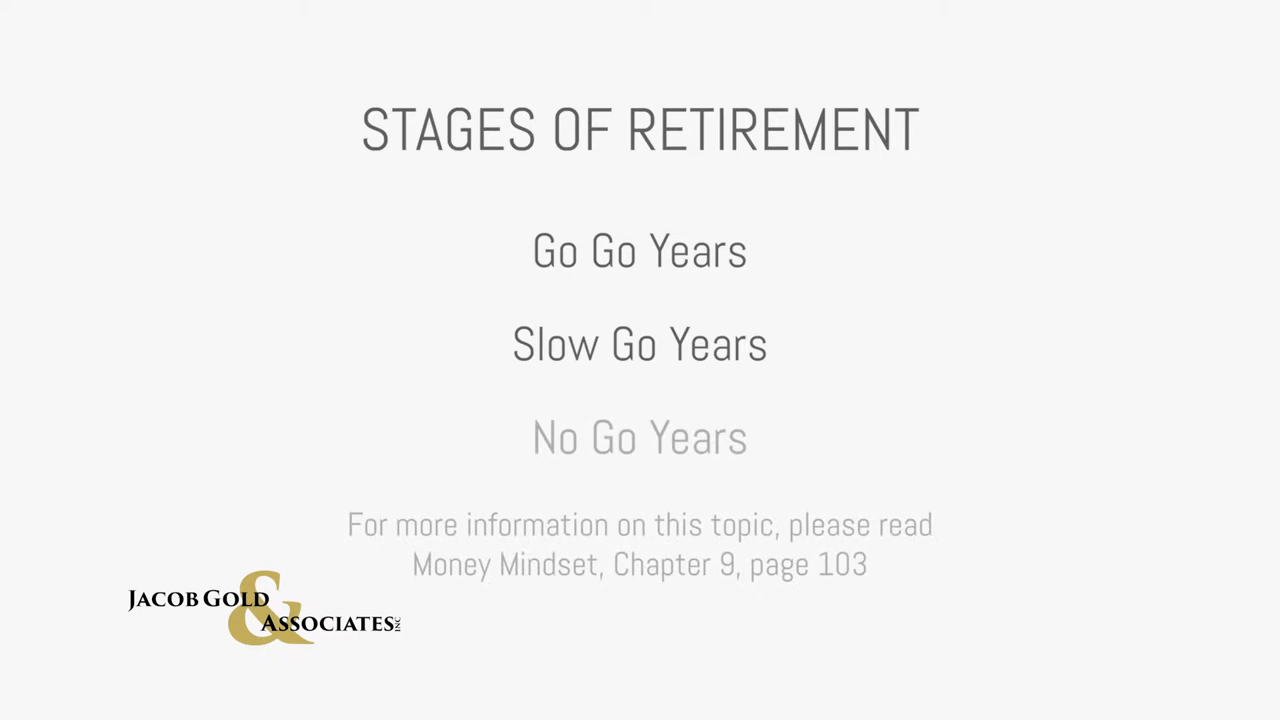 STAGES OF RETIREMENT
Go Go Years
Slow Go Years
No Go Years
For more information on this topic, please read
Money Mindset, Chapter 9, page 103
JACOB GOLD
&
ASSOCIATES INC